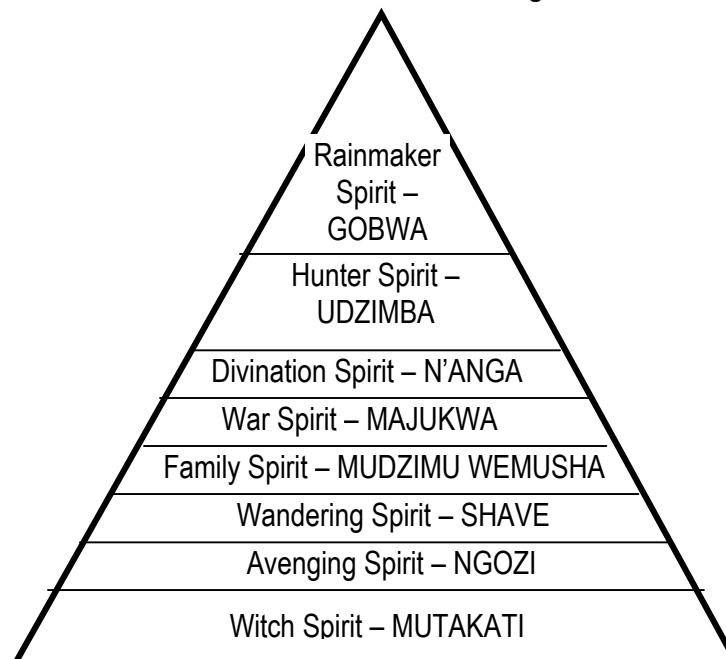 Rainmaker
Spirit –
GOBWA
Hunter Spirit –
UDZIMBA
Divination Spirit – N’ANGA
War Spirit – MAJUKWA
Family Spirit – MUDZIMU WEMUSHA
Wandering Spirit – SHAVE
Avenging Spirit – NGOZI
Witch Spirit – MUTAKATI